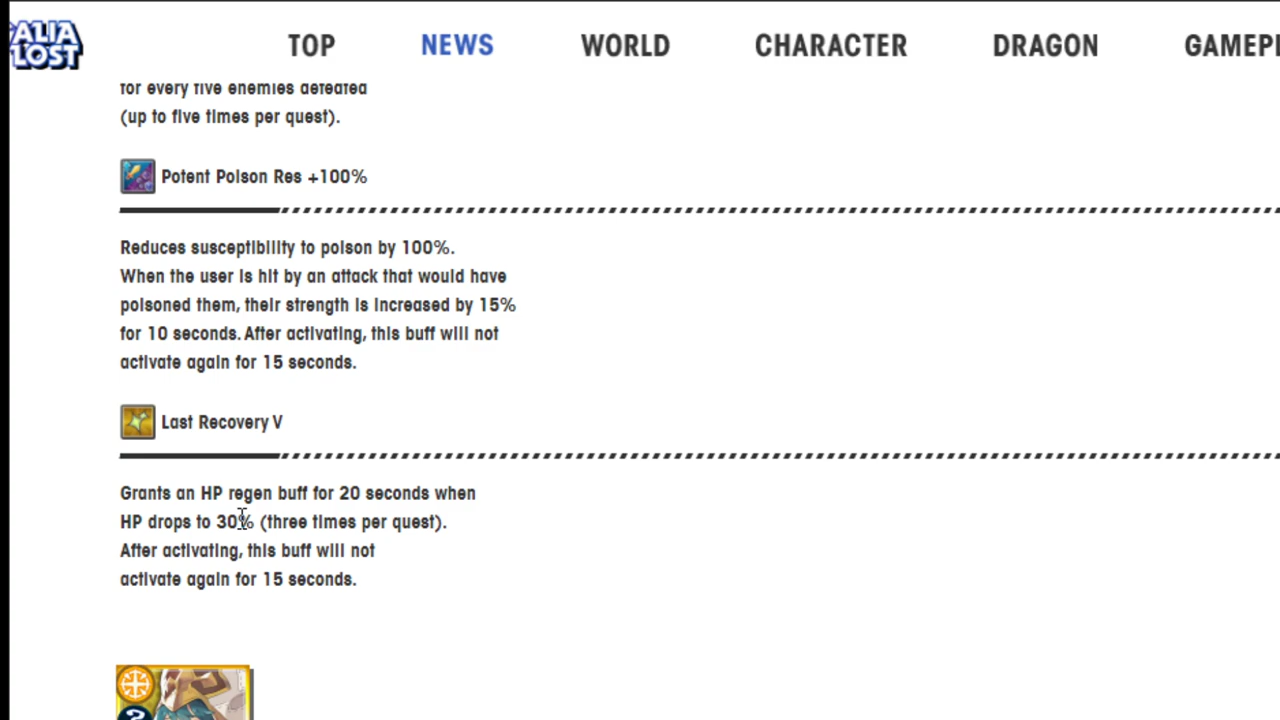 ALIA
LOST
TOP NEWS WORLD CHARACTER DRAGON
for every five enemies defeated
(up to five times per quest).
Potent Poison Res +100%
Reduces susceptibility to poison by 100%.
When the user is hit by an attack that would have
poisoned them, their strength is increased by 15%
for 10 seconds. After activating, this buff will not
activate again for 15 seconds.
Last Recovery V
Grants an HP regen buff for 20 seconds when
HP drops to 30% (three times per quest).
After activating, this buff will not
activate again for 15 seconds.